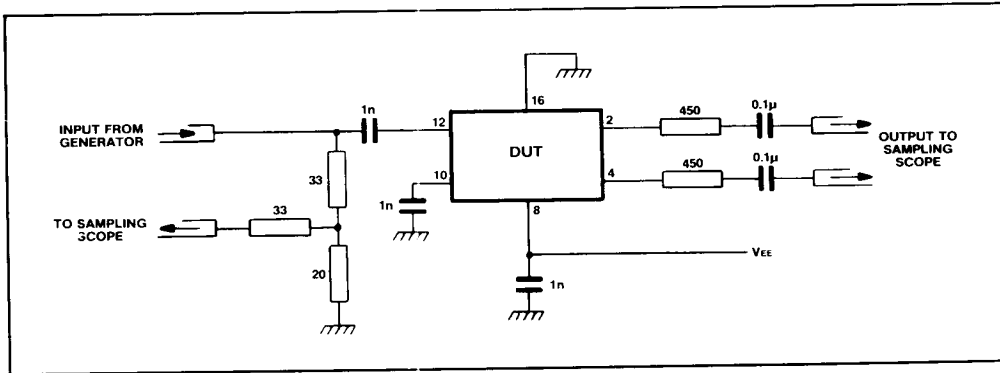 16
1n
0.1µ
INPUT FROM
GENERATOR
12
2
450
OUTPUT TO
SAMPLING
SCOPE
DUT
0.1µ
450
33
10
4
1n
8
TO SAMPLING
SCOPE
33
VEE
20
1n